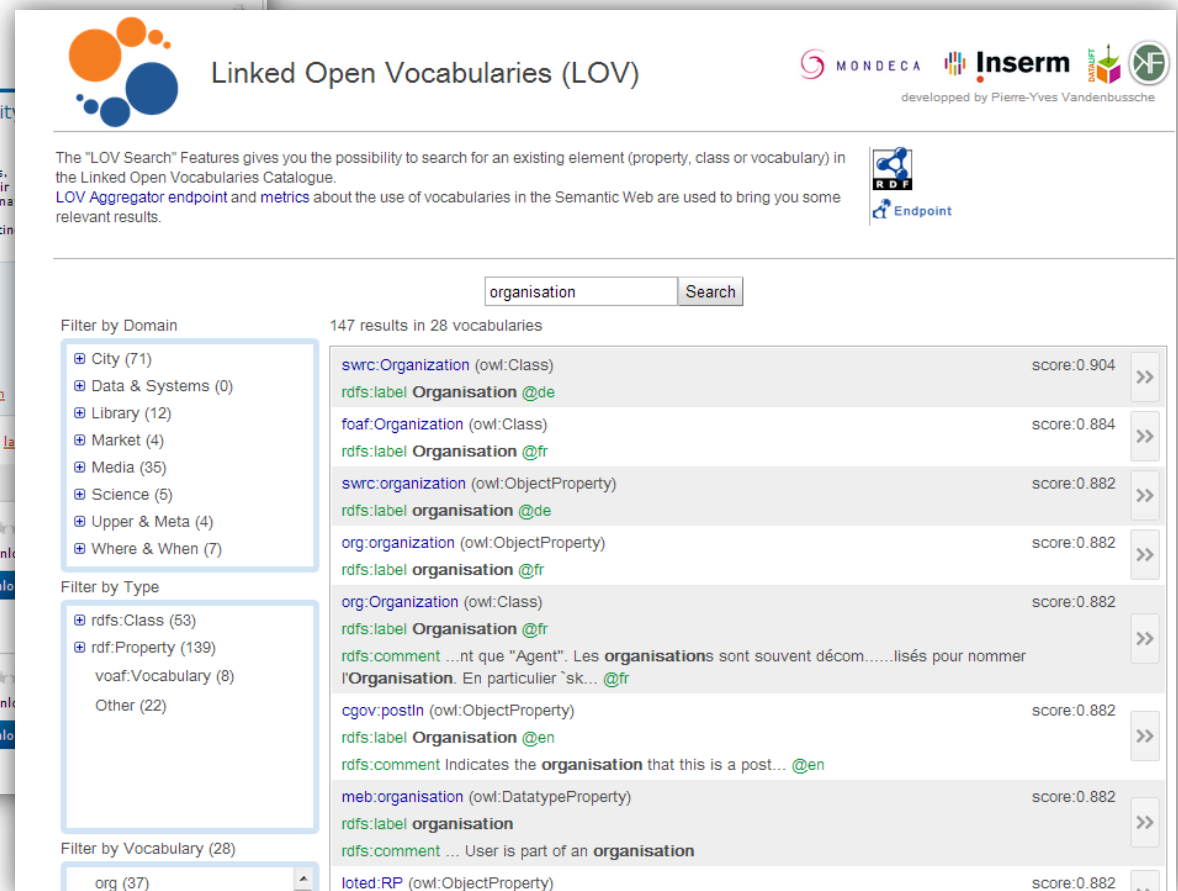 Linked Open Vocabularies (LOV)
MONDECA Inserm DATALIFT KF
developped by Pierre-Yves Vandenbussche
The "LOV Search" Features gives you the possibility to search for an existing element (property, class or vocabulary) in
the Linked Open Vocabularies Catalogue.
LOV Aggregator endpoint and metrics about the use of vocabularies in the Semantic Web are used to bring you some
relevant results.
RDF
Endpoint
organisation Search
Filter by Domain
City (71)
Data & Systems (0)
Library (12)
Market (4)
Media (35)
Science (5)
Upper & Meta (4)
Where & When (7)
Filter by Type
rdfs:Class (53)
rdf:Property (139)
voaf:Vocabulary (8)
Other (22)
Filter by Vocabulary (28)
org (37)
147 results in 28 vocabularies
swrc:Organization (owl:Class) score:0.904
rdfs:label Organisation @de
foaf:Organization (owl:Class) score:0.884
rdfs:label Organisation @fr
swrc:organization (owl:ObjectProperty) score:0.882
rdfs:label organisation @de
org:organization (owl:ObjectProperty) score:0.882
rdfs:label organisation @fr
org:Organization (owl:Class) score:0.882
rdfs:label Organisation @fr
rdfs:comment ...nt que "Agent". Les organisations sont souvent décom......lisés pour nommer
l'Organisation. En particulier `sk... @fr
cgov:postIn (owl:ObjectProperty) score:0.882
rdfs:label Organisation @en
rdfs:comment Indicates the organisation that this is a post... @en
meb:organisation (owl:DatatypeProperty) score:0.882
rdfs:label organisation
rdfs:comment ... User is part of an organisation
loted:RP (owl:ObjectProperty) score:0.882